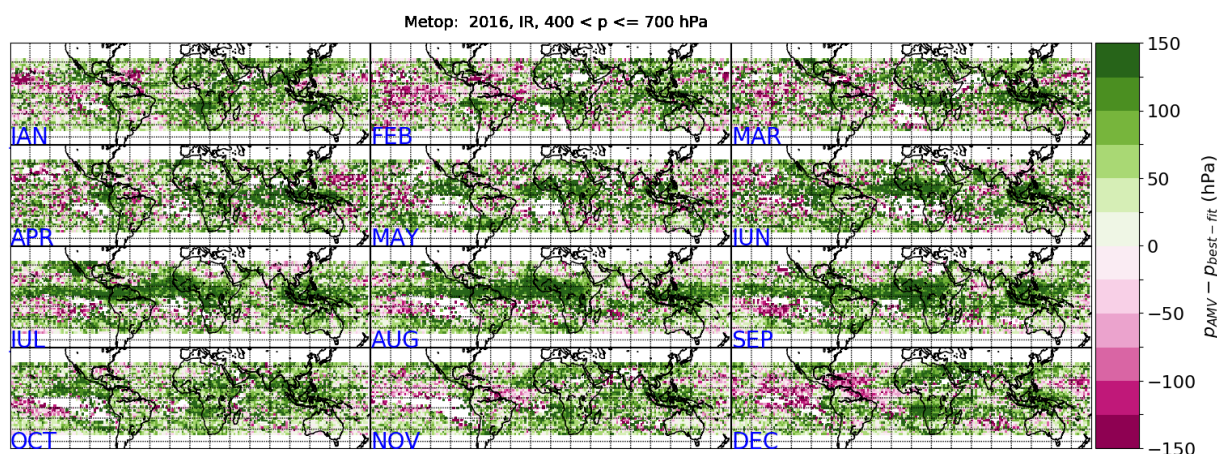 Metop: 2016, IR, 400 < p <= 700 hPa
JAN
FEB
MAR
APR
MAY
JUN
JUL
AUG
SEP
OCT
NOV
DEC
150
100
50
0
−50
−100
−150
p_AMV − p_best−fit (hPa)